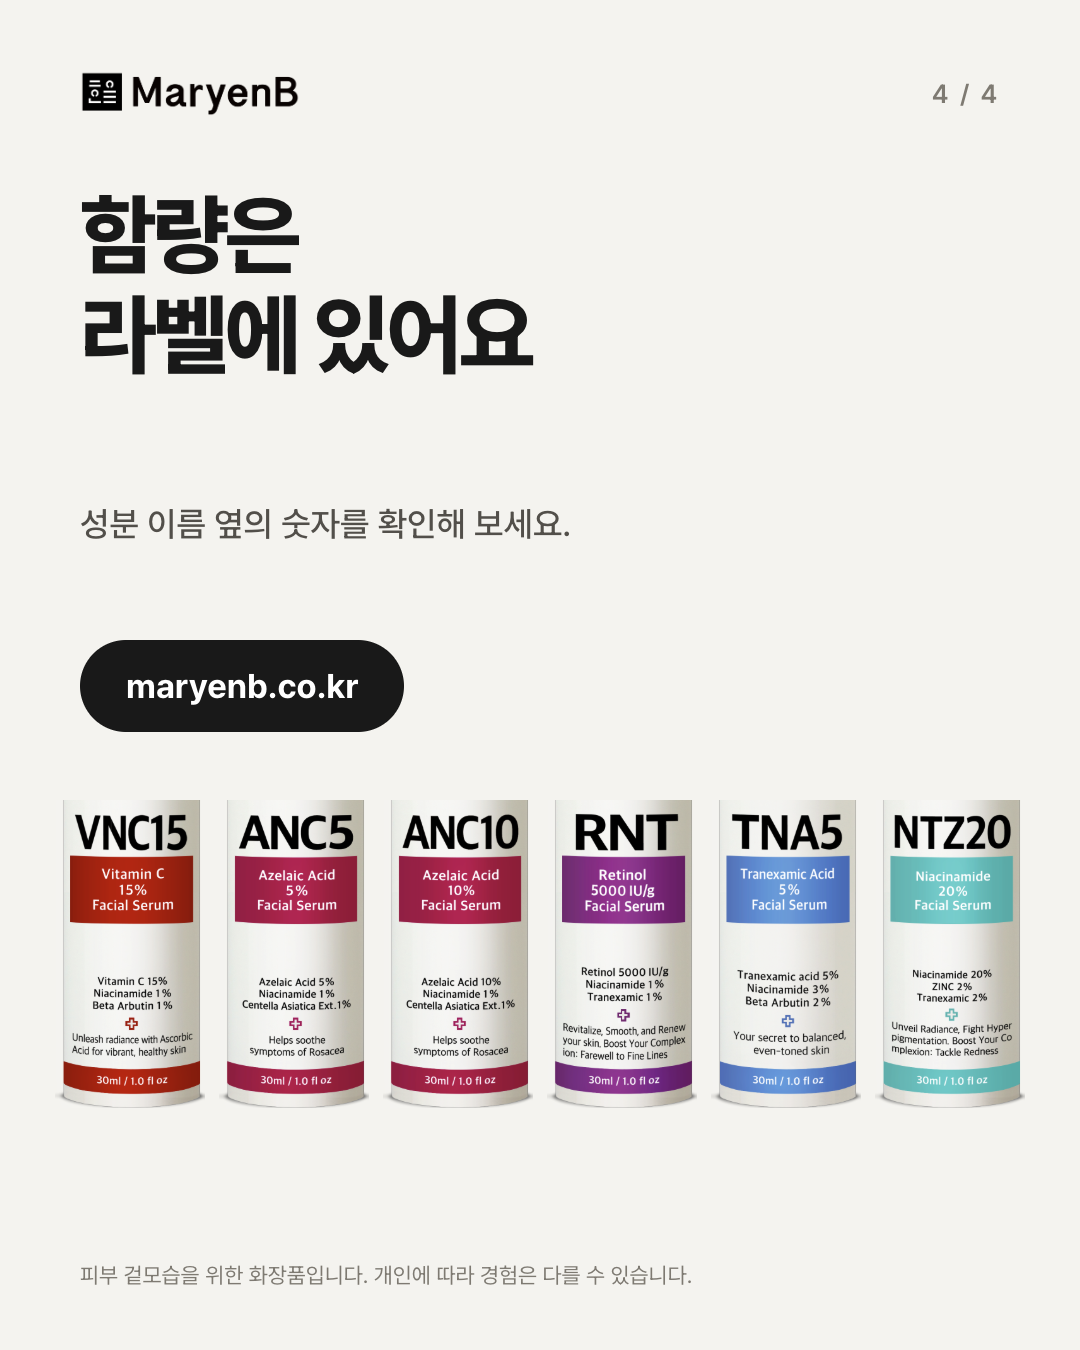 MaryenB
4 / 4
함량은
라벨에 있어요
성분 이름 옆의 숫자를 확인해 보세요.
maryenb.co.kr
VNC15
Vitamin C
15%
Facial Serum
Vitamin C 15%
Niacinamide 1%
Beta Arbutin 1%
Unleash radiance with Ascorbic
Acid for vibrant, healthy skin
30ml / 1.0 fl oz
ANC5
Azelaic Acid
5%
Facial Serum
Azelaic Acid 5%
Niacinamide 1%
Centella Asiatica Ext.1%
Helps soothe
symptoms of Rosacea
30ml / 1.0 fl oz
ANC10
Azelaic Acid
10%
Facial Serum
Azelaic Acid 10%
Niacinamide 1%
Centella Asiatica Ext.1%
Helps soothe
symptoms of Rosacea
30ml / 1.0 fl oz
RNT
Retinol
5000 IU/g
Facial Serum
Retinol 5000 IU/g
Niacinamide 1%
Tranexamic 1%
Revitalize, Smooth, and Renew
your skin. Boost Your Complex
ion: Farewell to Fine Lines
30ml / 1.0 fl oz
TNA5
Tranexamic Acid
5%
Facial Serum
Tranexamic acid 5%
Niacinamide 3%
Beta Arbutin 2%
Your secret to balanced,
even-toned skin
30ml / 1.0 fl oz
NTZ20
Niacinamide
20%
Facial Serum
Niacinamide 20%
ZINC 2%
Tranexamic 2%
Unveil Radiance, Fight Hyper
pigmentation. Boost Your Co
mplexion: Tackle Redness
30ml / 1.0 fl oz
피부 겉모습을 위한 화장품입니다. 개인에 따라 경험은 다를 수 있습니다.